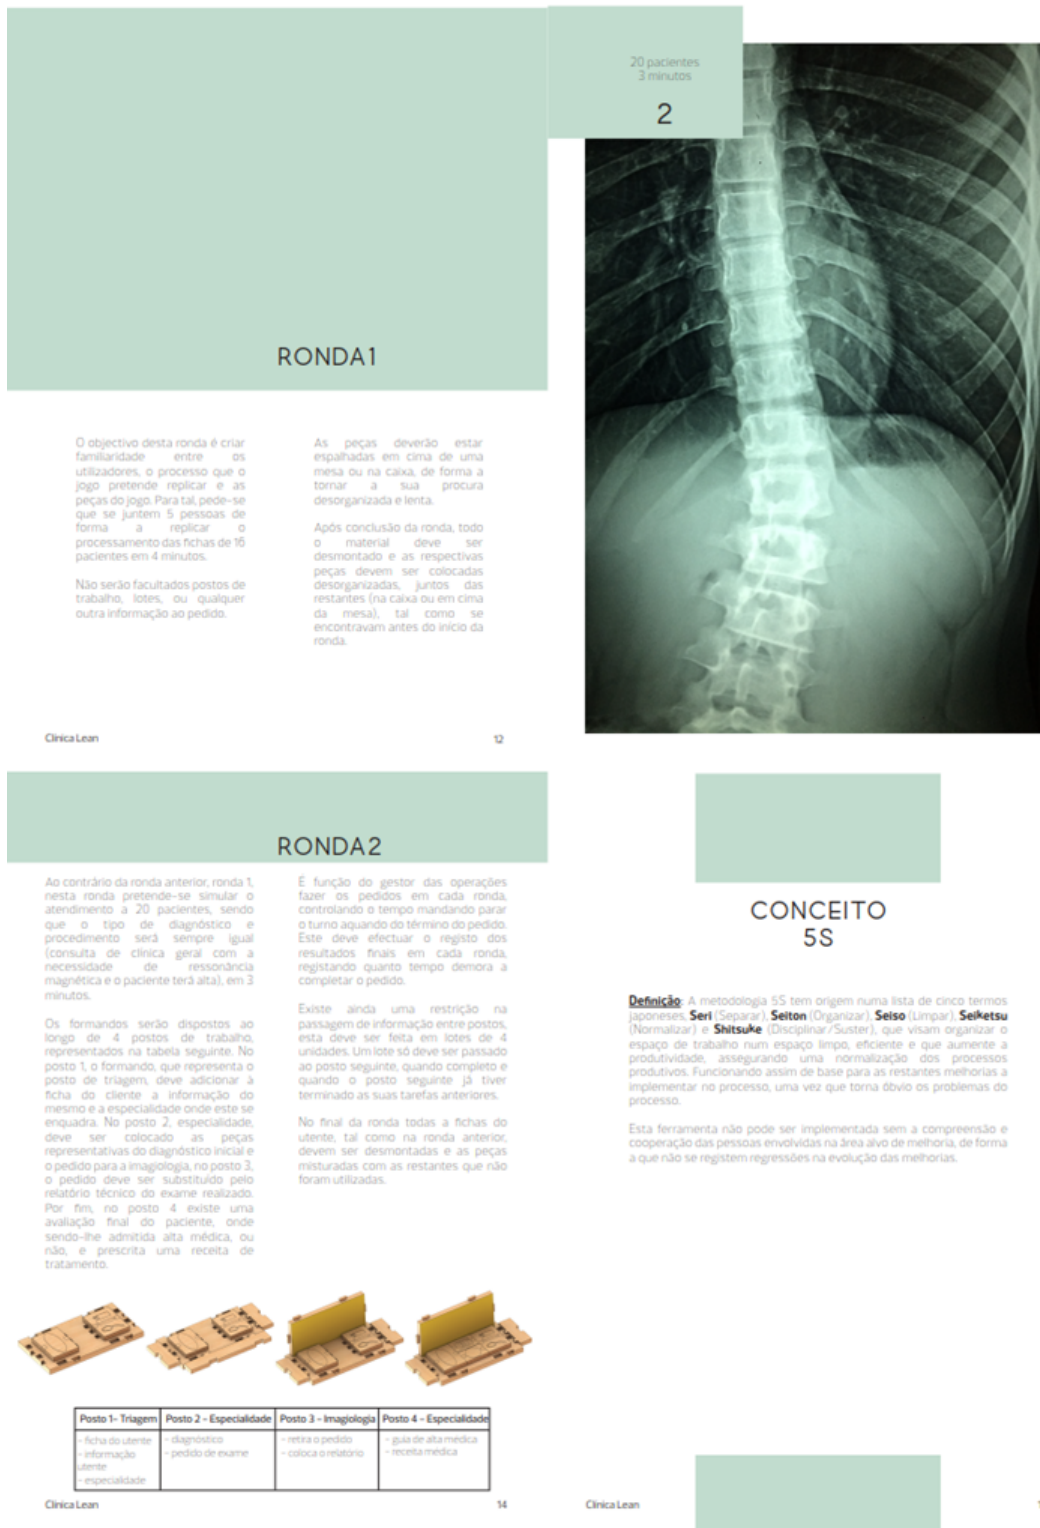 RONDA1
O objectivo desta ronda é criar
familiaridade entre os
utilizadores, o processo que o
jogo pretende replicar e as
peças do jogo. Para tal, pede-se
que se juntem 5 pessoas de
forma a replicar o
processamento das fichas de 16
pacientes em 4 minutos.
Não serão facultados postos de
trabalho, lotes, ou qualquer
outra informação ao pedido.
As peças deverão estar
espalhadas em cima de uma
mesa ou na caixa, de forma a
tornar a sua procura
desorganizada e lenta.
Após conclusão da ronda, todo
o material deve ser
desmontado e as respectivas
peças devem ser colocadas
desorganizadas, juntos das
restantes (na caixa ou em cima
da mesa), tal como se
encontravam antes do início da
ronda.
Clínica Lean
12
20 pacientes
3 minutos
2
RONDA2
Ao contrário da ronda anterior, ronda 1,
nesta ronda pretende-se simular o
atendimento a 20 pacientes, sendo
que o tipo de diagnóstico e
procedimento será sempre igual
(consulta de clínica geral com a
necessidade de ressonância
magnética e o paciente terá alta), em 3
minutos.
Os formandos serão dispostos ao
longo de 4 postos de trabalho,
representados na tabela seguinte. No
posto 1, o formando, que representa o
posto de triagem, deve adicionar à
ficha do cliente a informação do
mesmo e a especialidade onde este se
enquadra. No posto 2, especialidade,
deve ser colocado as peças
representativas do diagnóstico inicial e
o pedido para a imagiologia, no posto 3,
o pedido deve ser substituído pelo
relatório técnico do exame realizado.
Por fim, no posto 4 existe uma
avaliação final do paciente, onde
sendo-lhe admitida alta médica, ou
não, e prescrita uma receita de
tratamento.
É função do gestor das operações
fazer os pedidos em cada ronda,
controlando o tempo mandando parar
o turno aquando do término do pedido.
Este deve efectuar o registo dos
resultados finais em cada ronda,
registando quanto tempo demora a
completar o pedido.
Existe ainda uma restrição na
passagem de informação entre postos,
esta deve ser feita em lotes de 4
unidades. Um lote só deve ser passado
ao posto seguinte, quando completo e
quando o posto seguinte já tiver
terminado as suas tarefas anteriores.
No final da ronda todas a fichas do
utente, tal como na ronda anterior,
devem ser desmontadas e as peças
misturadas com as restantes que não
foram utilizadas.
Posto 1- Triagem Posto 2 - Especialidade Posto 3 - Imagiologia Posto 4 - Especialidade
- ficha do utente - diagnóstico - retira o pedido - guia de alta médica
- informação - pedido de exame - coloca o relatório - receita médica
utente
- especialidade
Clínica Lean
14
CONCEITO
5S
Definição: A metodologia 5S tem origem numa lista de cinco termos
japoneses, Seri (Separar), Seiton (Organizar), Seiso (Limpar), Seiketsu
(Normalizar) e Shitsuke (Disciplinar/Suster), que visam organizar o
espaço de trabalho num espaço limpo, eficiente e que aumente a
produtividade, assegurando uma normalização dos processos
produtivos. Funcionando assim de base para as restantes melhorias a
implementar no processo, uma vez que torna óbvio os problemas do
processo.
Esta ferramenta não pode ser implementada sem a compreensão e
cooperação das pessoas envolvidas na área alvo de melhoria, de forma
a que não se registem regressões na evolução das melhorias.
Clínica Lean